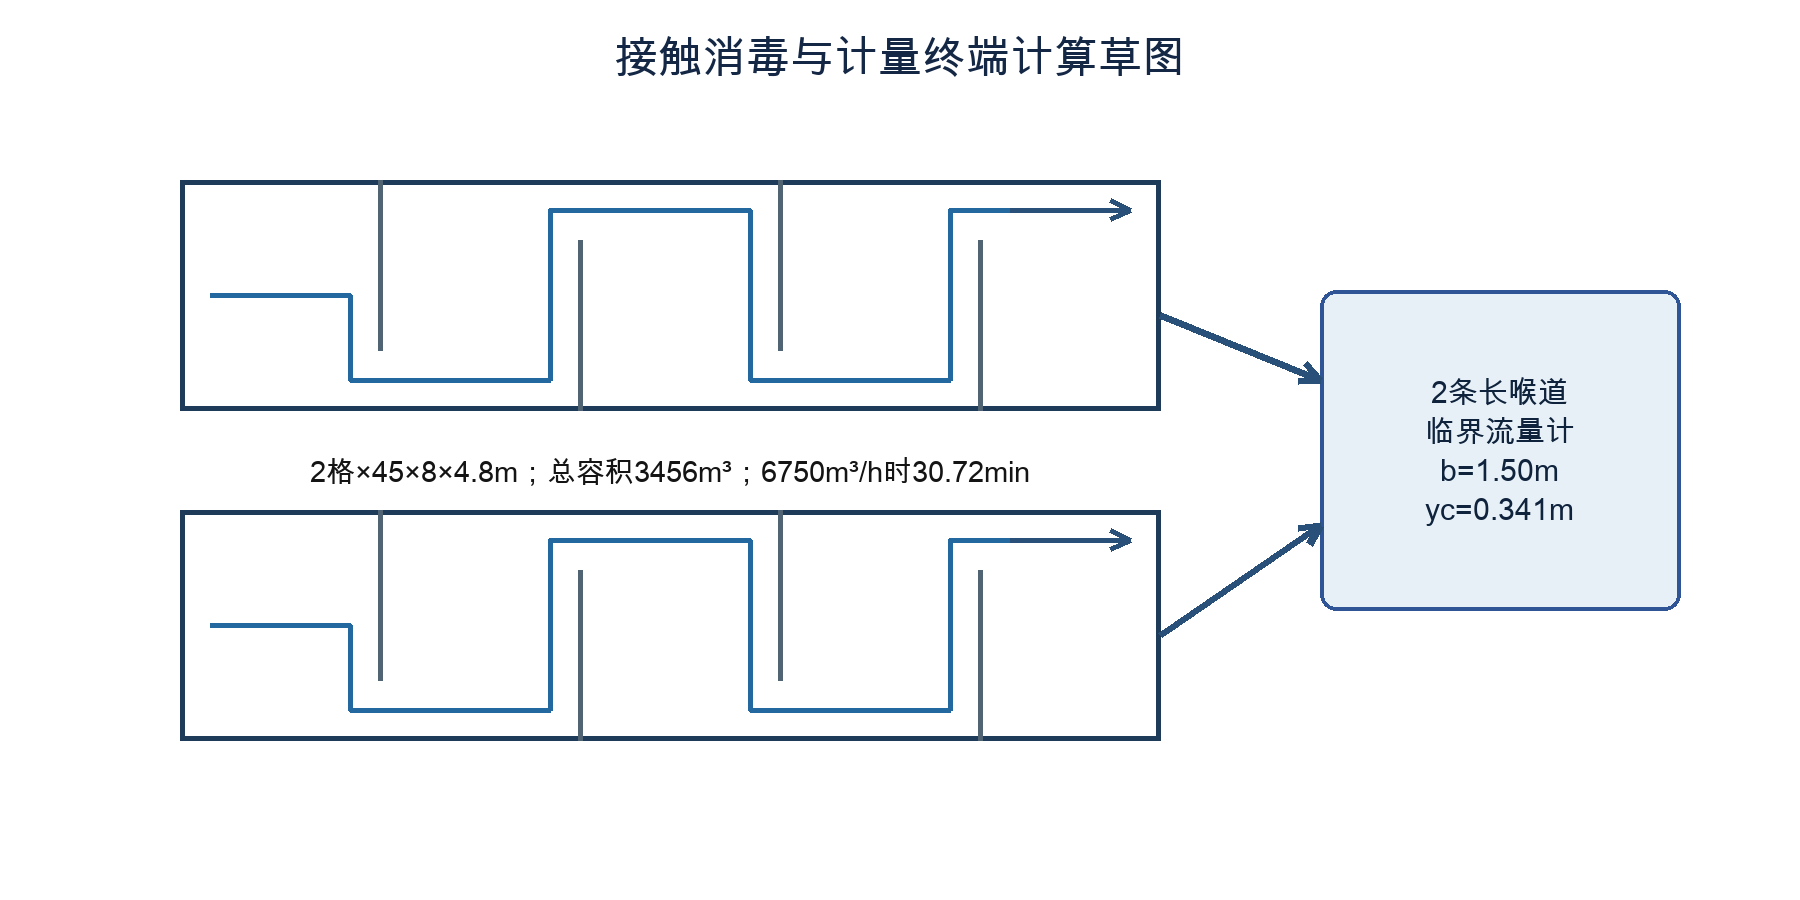 接触消毒与计量终端计算草图
2格×45×8×4.8m；总容积3456m³；6750m³/h时30.72min
2条长喉道
临界流量计
b=1.50m
yc=0.341m